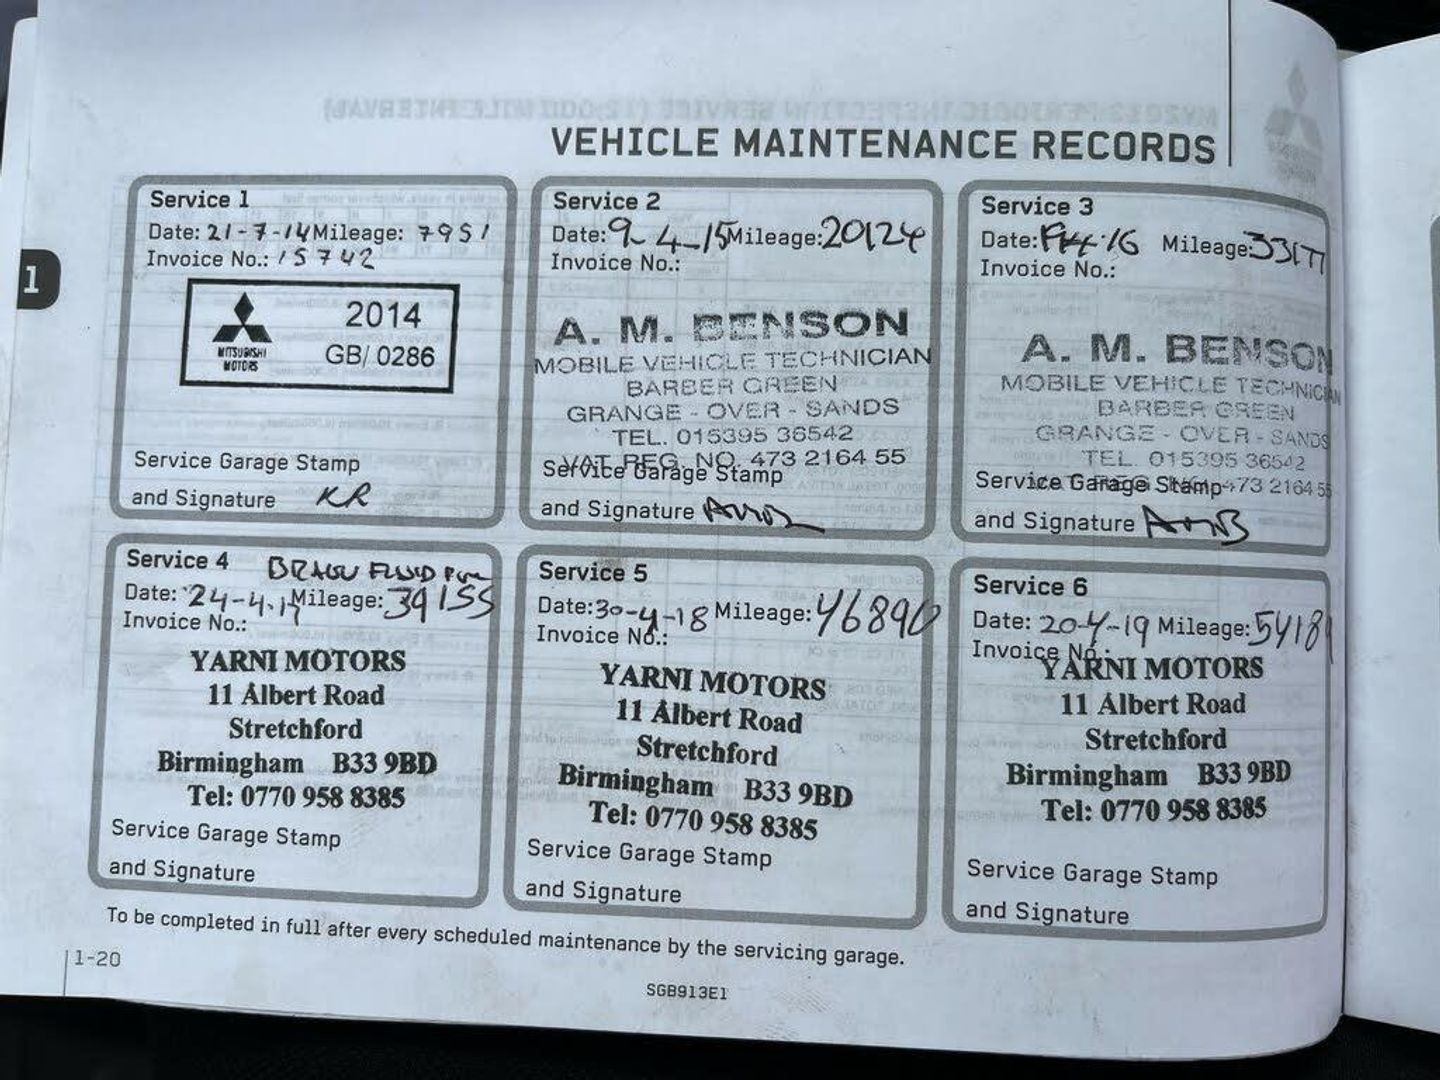 VEHICLE MAINTENANCE RECORDS
1
Service 1
Date: 21-7-14 Mileage: 7951
Invoice No.: 15742
MITSUBISHI
MOTORS
2014
GB/0286
Service Garage Stamp
and Signature KR
Service 2
Date: 9-4-15 Mileage: 20124
Invoice No.:
A. M. BENSON
MOBILE VEHICLE TECHNICIAN
BARBER GREEN
GRANGE - OVER - SANDS
TEL. 015395 36542
VAT REG. NO. 473 2164 55
Service Garage Stamp
and Signature
Service 3
Date: Mileage:
Invoice No.:
A. M. BENSON
MOBILE VEHICLE TECHNICIAN
BARBER GREEN
GRANGE - OVER - SANDS
TEL. 015395 36542
473 2164 55
Service Garage Stamp
and Signature AMB
Service 4 FLUID
Date: 24-4-17 Mileage: 39155
Invoice No.:
YARNI MOTORS
11 Albert Road
Stretchford
Birmingham B33 9BD
Tel: 0770 958 8385
Service Garage Stamp
and Signature
Service 5
Date: 30-4-18 Mileage: 46890
Invoice No.:
YARNI MOTORS
11 Albert Road
Stretchford
Birmingham B33 9BD
Tel: 0770 958 8385
Service Garage Stamp
and Signature
Service 6
Date: 20-4-19 Mileage: 54189
Invoice No.:
YARNI MOTORS
11 Albert Road
Stretchford
Birmingham B33 9BD
Tel: 0770 958 8385
Service Garage Stamp
and Signature
To be completed in full after every scheduled maintenance by the servicing garage.
1-20
SGB913E1